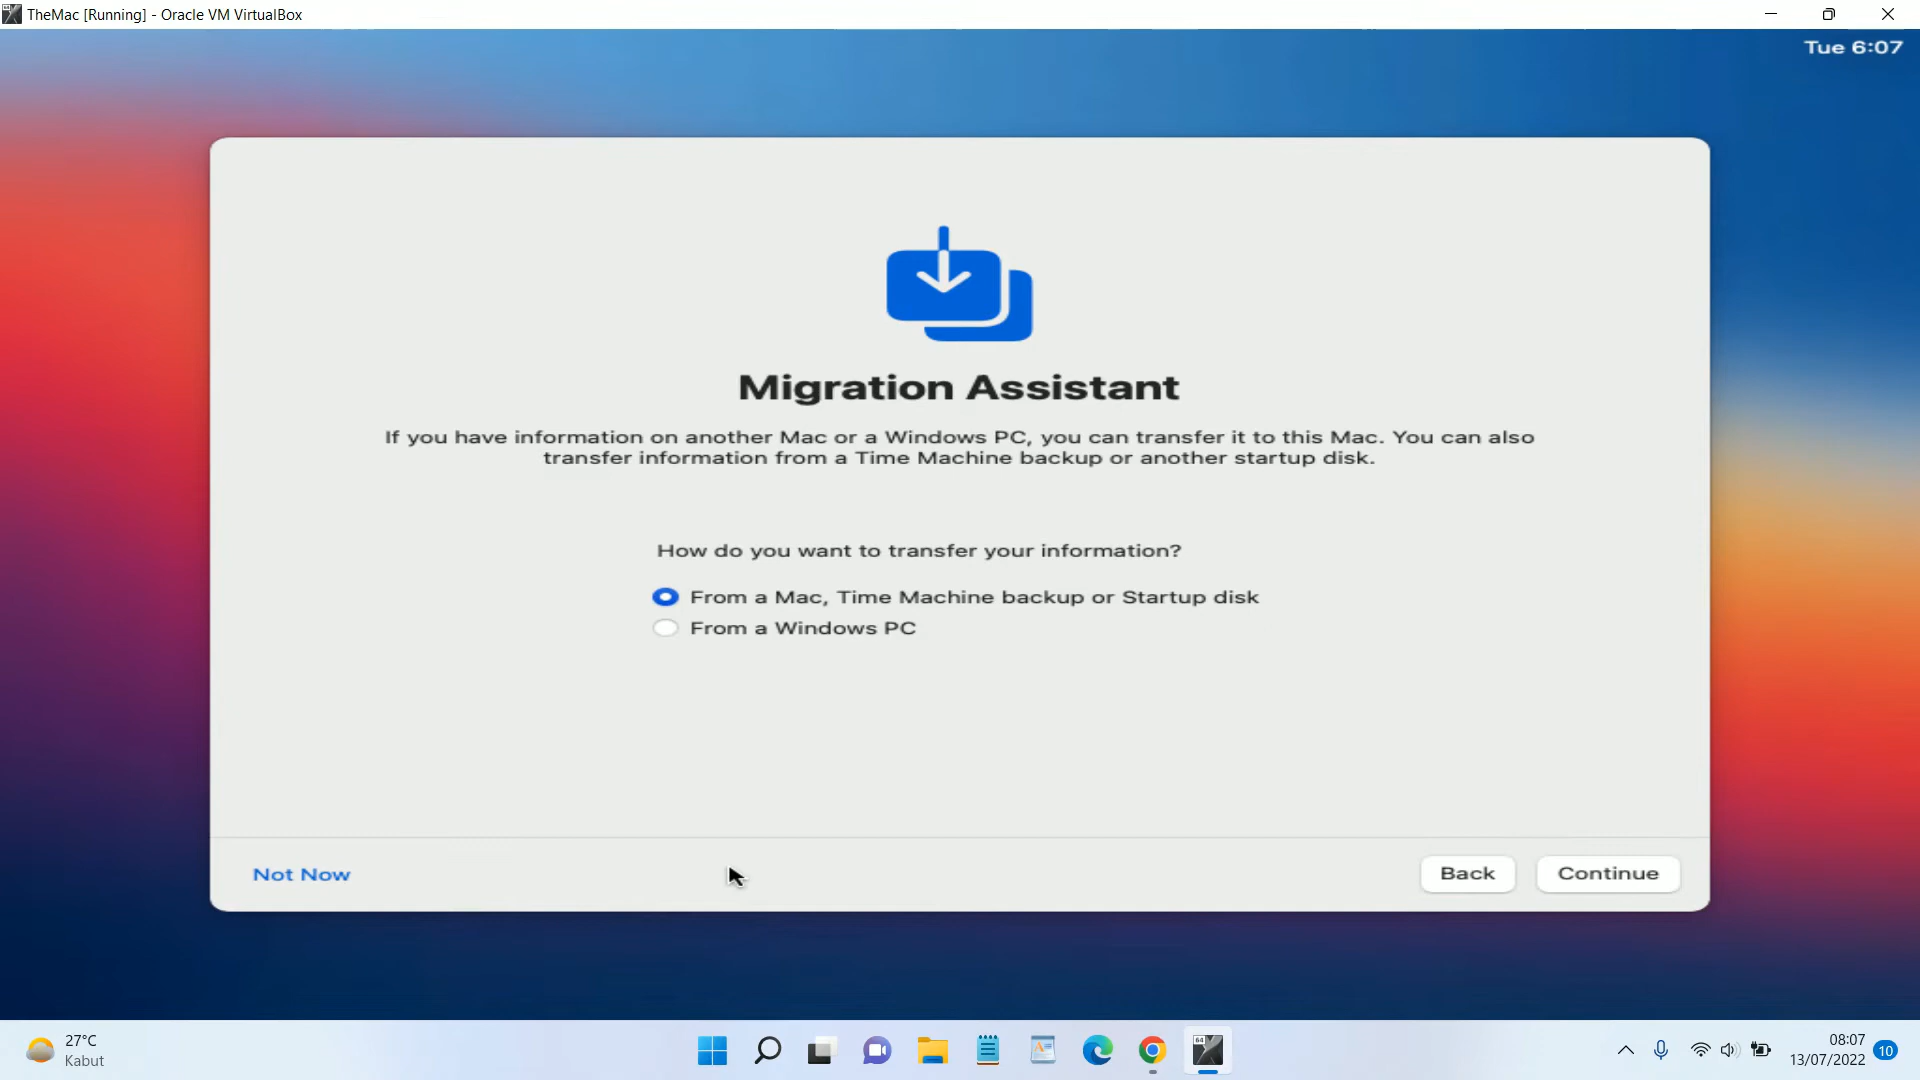 TheMac [Running] - Oracle VM VirtualBox
Tue 6:07
Migration Assistant
If you have information on another Mac or a Windows PC, you can transfer it to this Mac. You can also
transfer information from a Time Machine backup or another startup disk.
How do you want to transfer your information?
From a Mac, Time Machine backup or Startup disk
From a Windows PC
Not Now
Back
Continue
27°C
Kabut
64
08:07
13/07/2022
10